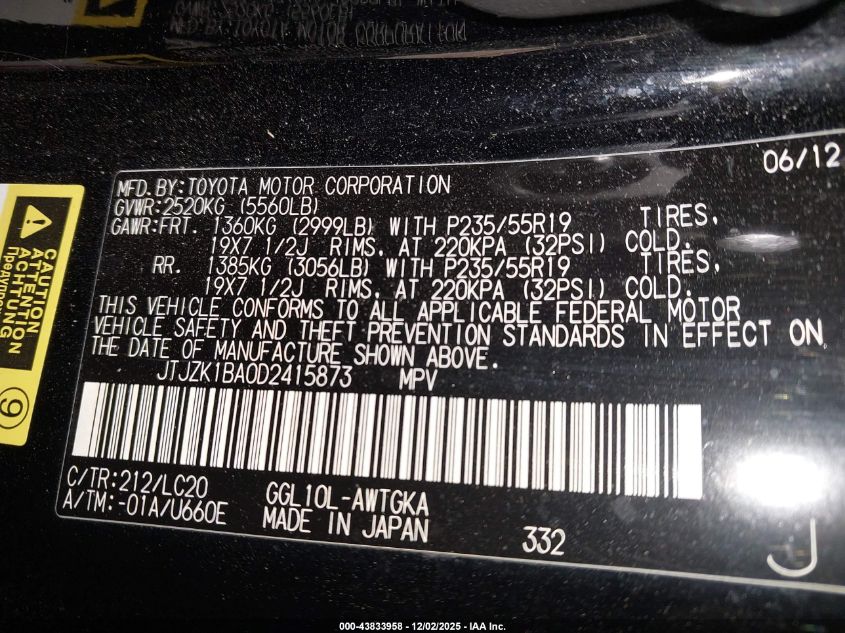 06/12
MFD.BY:TOYOTA MOTOR CORPORATION
GVWR:2520KG (5560LB)
GAWR:FRT. 1360KG (2999LB) WITH P235/55R19 TIRES,
19X7 1/2J RIMS, AT 220KPA (32PSI) COLD.
RR. 1385KG (3056LB) WITH P235/55R19 TIRES,
19X7 1/2J RIMS, AT 220KPA (32PSI) COLD.
THIS VEHICLE CONFORMS TO ALL APPLICABLE FEDERAL MOTOR
VEHICLE SAFETY AND THEFT PREVENTION STANDARDS IN EFFECT ON
THE DATE OF MANUFACTURE SHOWN ABOVE.
JTJZK1BA0D2415873 MPV
C/TR:212/LC20 GGL10L-AWTGKA
A/TM:-01A/U660E MADE IN JAPAN 332
J
CAUTION
ATTENTION
ACHTUNG
9
000-43833958 - 12/02/2025 - IAA Inc.